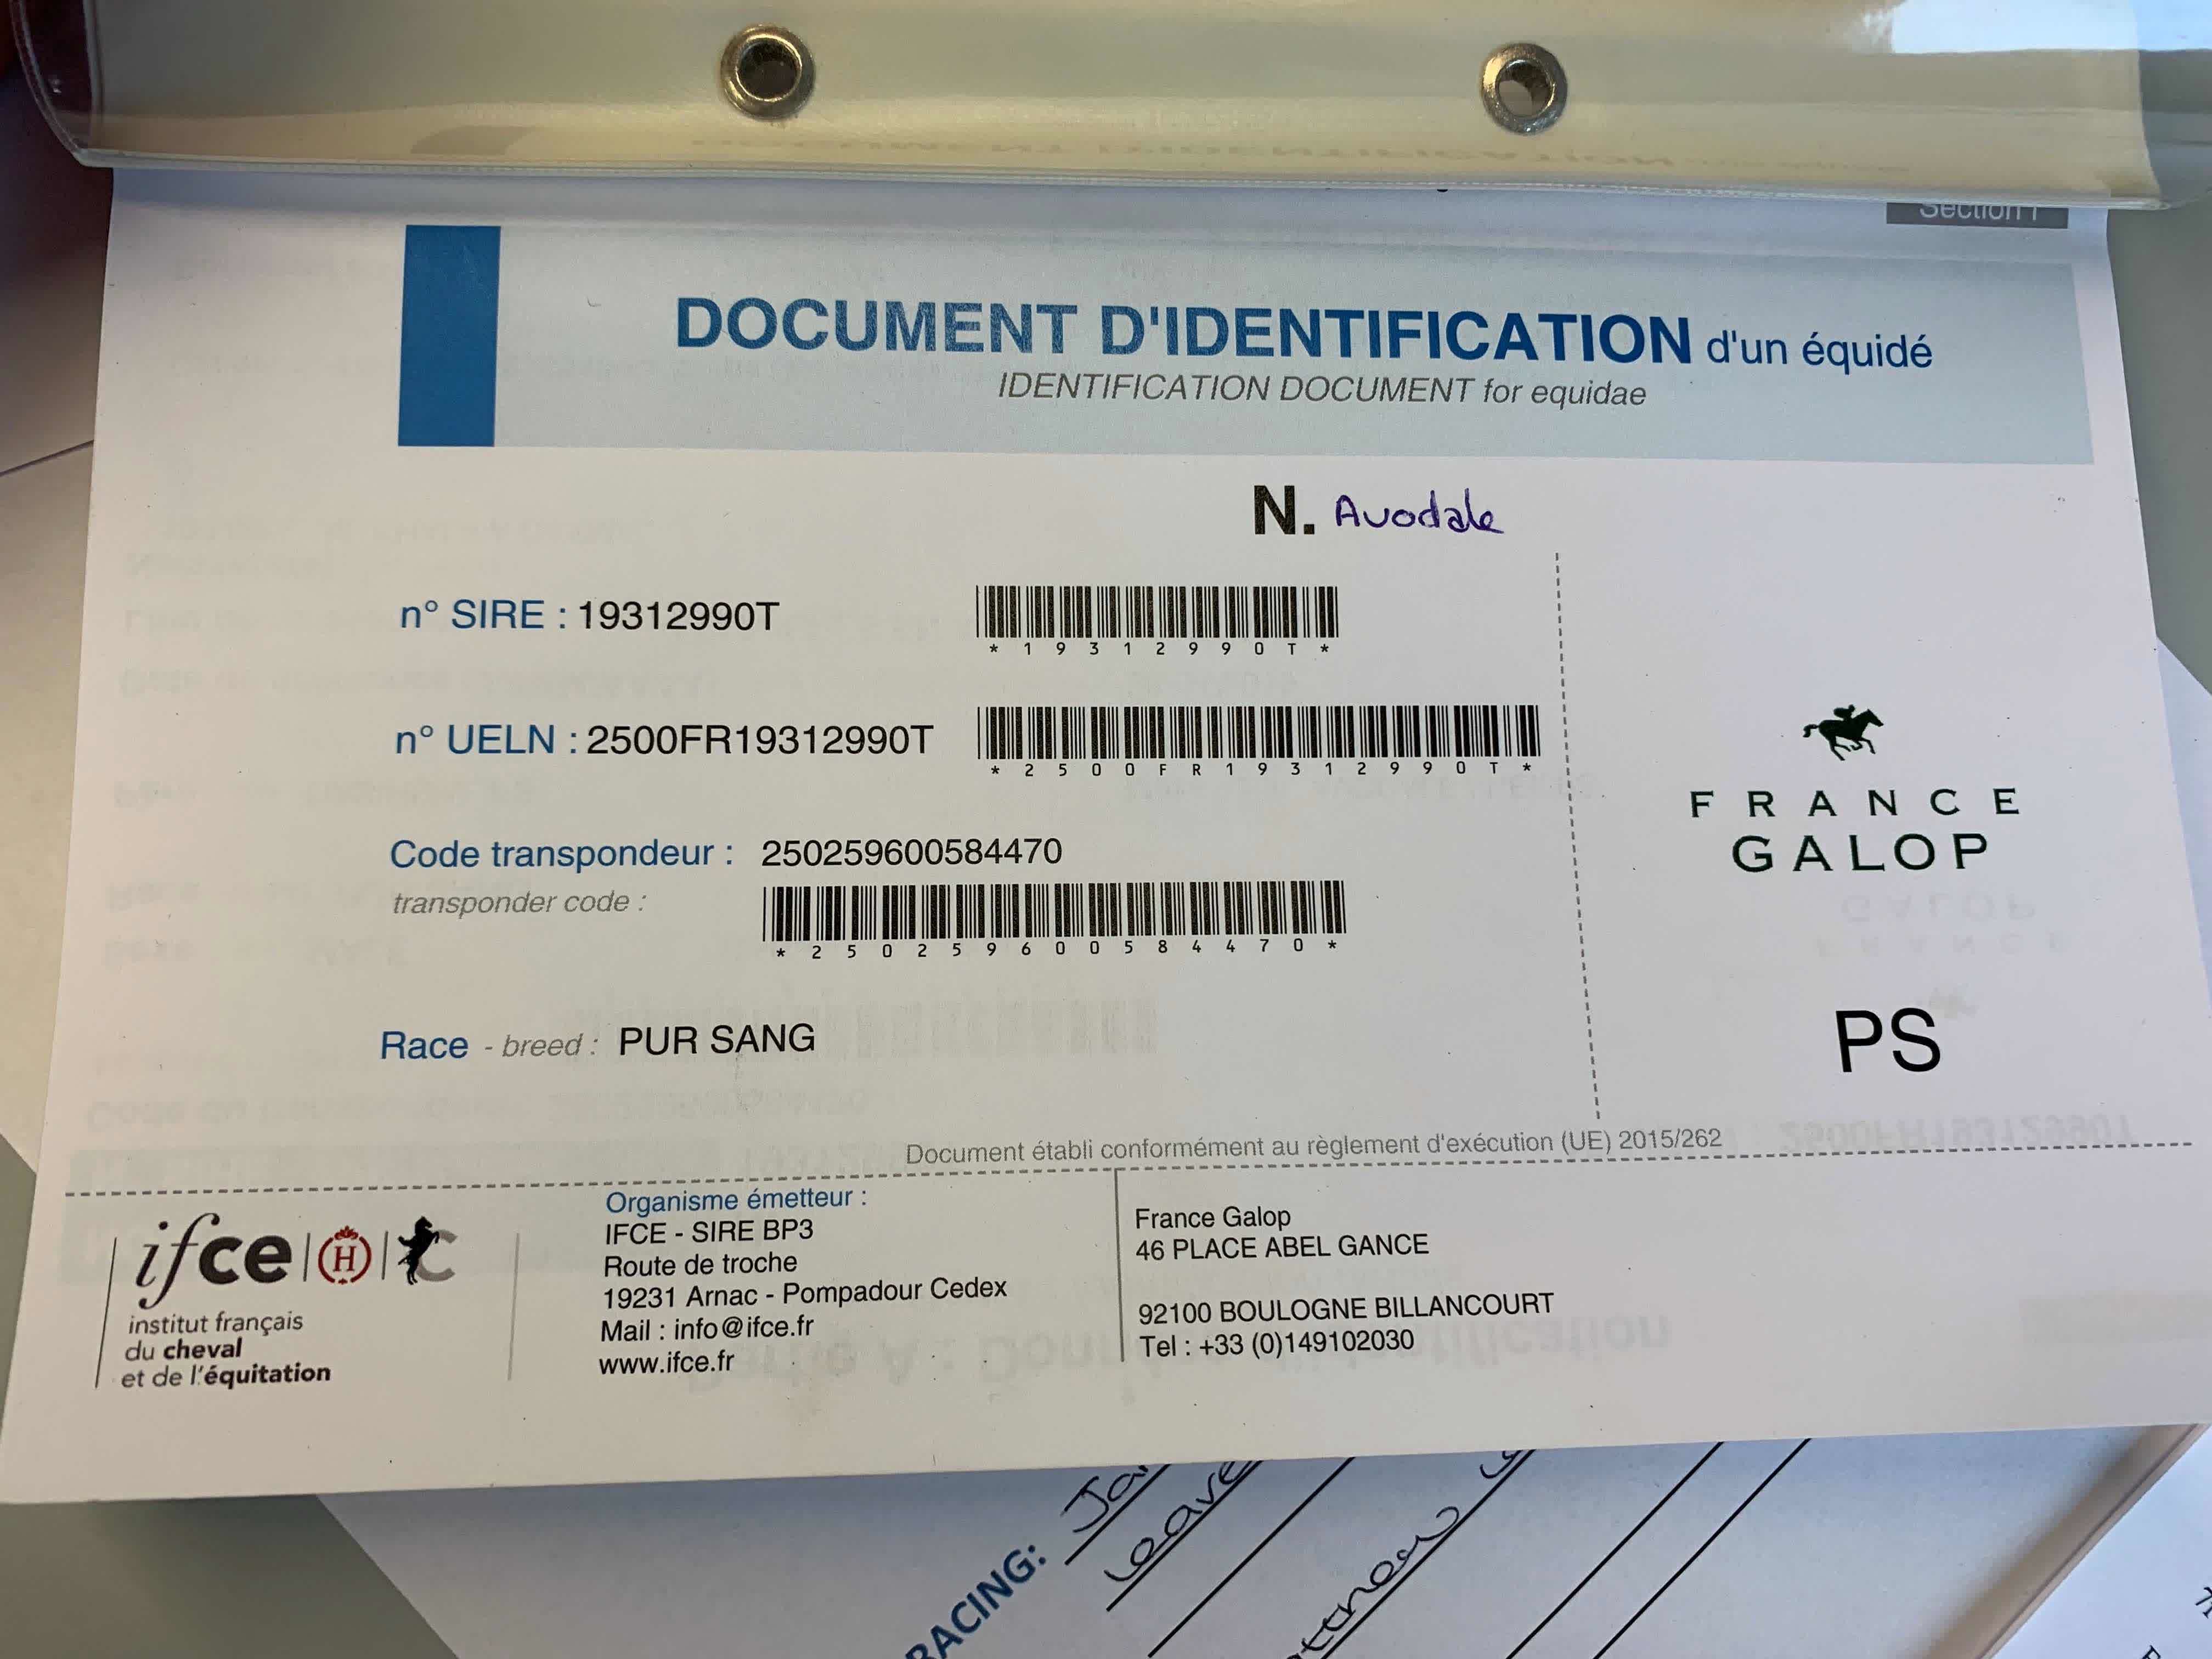 Section I
DOCUMENT D'IDENTIFICATION d'un équidé
IDENTIFICATION DOCUMENT for equidae
N. Avodale
n° SIRE : 19312990T
*19312990T*
n° UELN : 2500FR19312990T
*2500FR19312990T*
Code transpondeur : 250259600584470
transponder code :
*250259600584470*
Race - breed : PUR SANG
FRANCE
GALOP
PS
Document établi conformément au règlement d'exécution (UE) 2015/262
ifce H
institut français
du cheval
et de l'équitation
Organisme émetteur :
IFCE - SIRE BP3
Route de troche
19231 Arnac - Pompadour Cedex
Mail : info@ifce.fr
www.ifce.fr
France Galop
46 PLACE ABEL GANCE
92100 BOULOGNE BILLANCOURT
Tel : +33 (0)149102030
RACING: